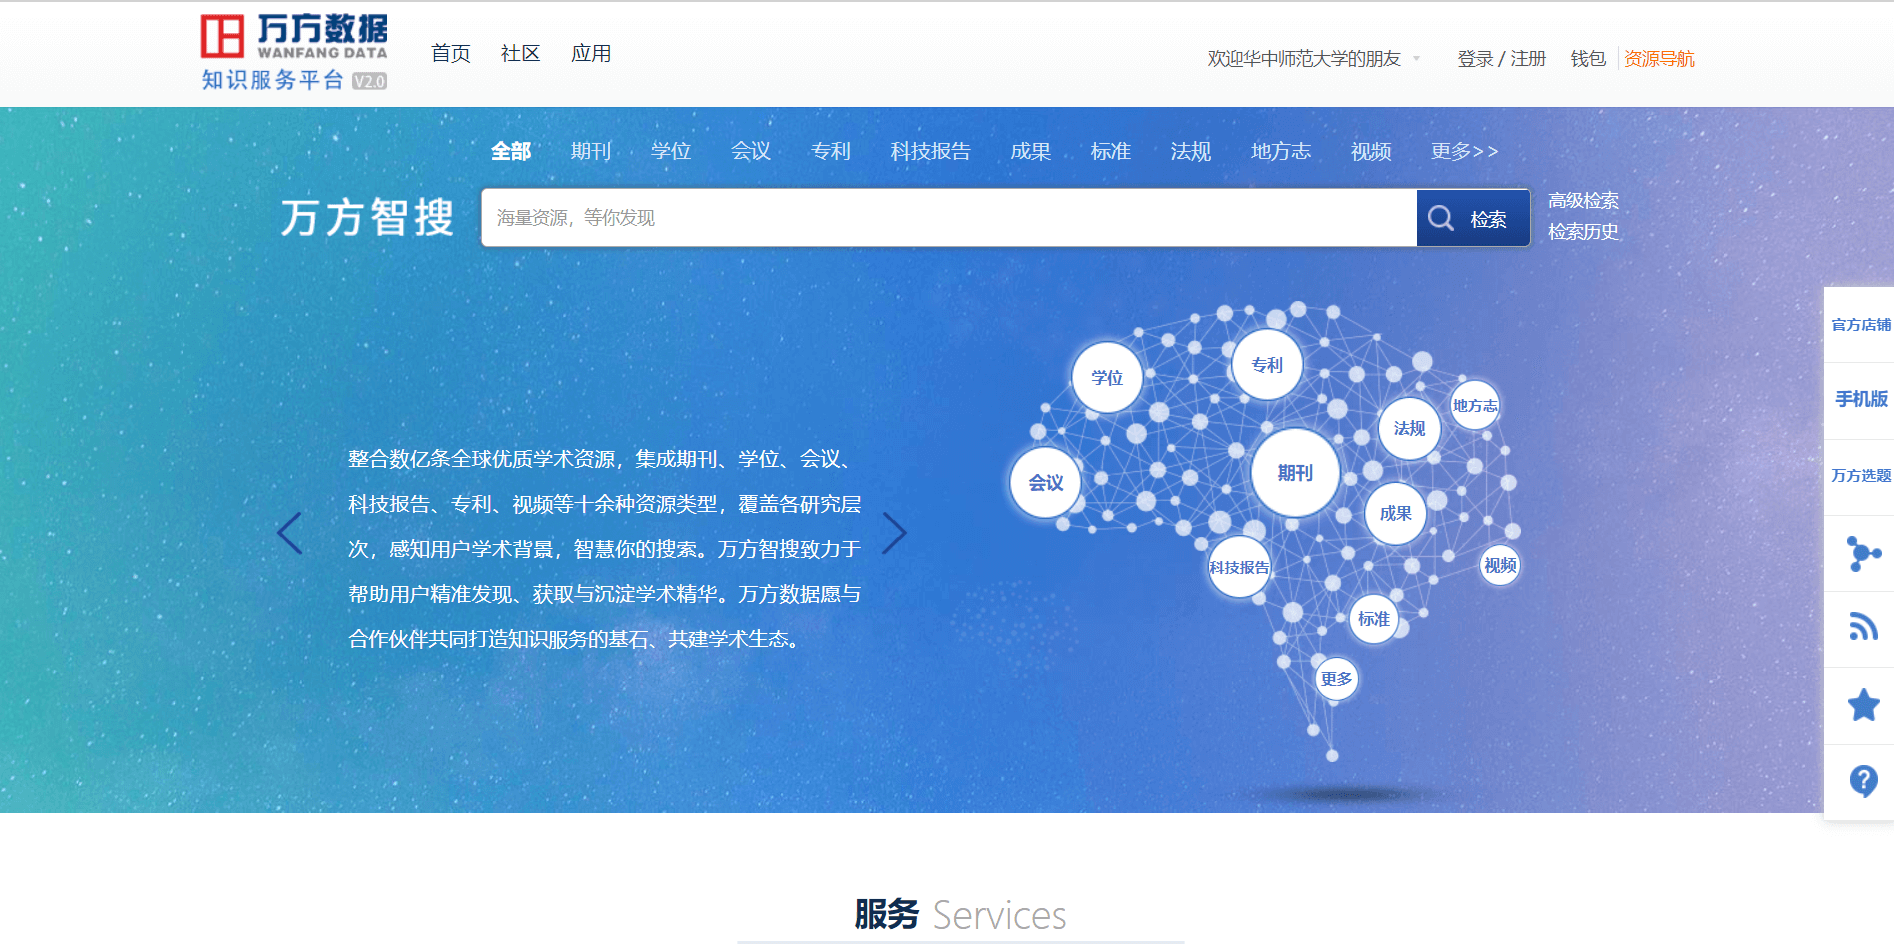 万方数据
WANFANG DATA
知识服务平台 V2.0
首页 社区 应用
欢迎华中师范大学的朋友 登录 / 注册 钱包 资源导航
全部 期刊 学位 会议 专利 科技报告 成果 标准 法规 地方志 视频 更多>>
万方智搜
海量资源，等你发现
检索
高级检索
检索历史
官方店铺
手机版
万方选题
整合数亿条全球优质学术资源，集成期刊、学位、会议、
科技报告、专利、视频等十余种资源类型，覆盖各研究层
次，感知用户学术背景，智慧你的搜索。万方智搜致力于
帮助用户精准发现、获取与沉淀学术精华。万方数据愿与
合作伙伴共同打造知识服务的基石、共建学术生态。
学位
专利
地方志
法规
期刊
会议
成果
科技报告
视频
标准
更多
服务 Services